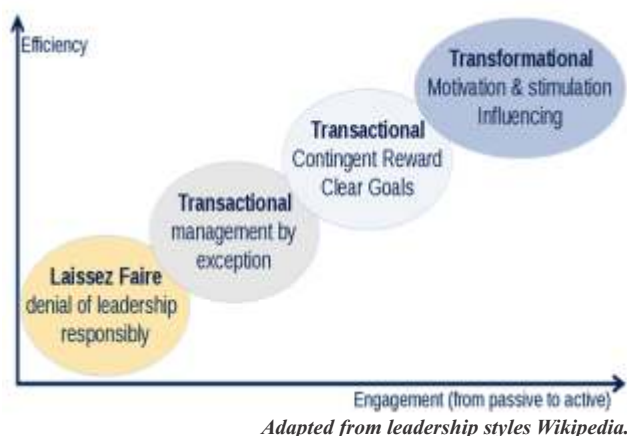 Efficiency
Transformational
Motivation & stimulation
Influencing
Transactional
Contingent Reward
Clear Goals
Transactional
management by
exception
Laissez Faire
denial of leadership
responsibly
Engagement (from passive to active)
Adapted from leadership styles Wikipedia.